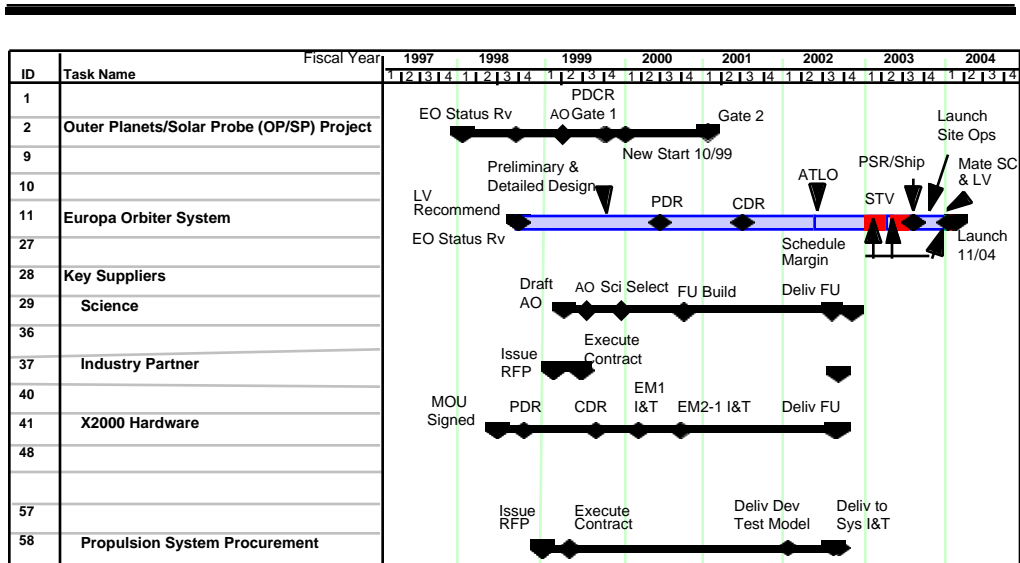 Fiscal Year 1997 1998 1999 2000 2001 2002 2003 2004
ID Task Name 1 2 3 4 1 2 3 4 1 2 3 4 1 2 3 4 1 2 3 4 1 2 3 4 1 2 3 4 1 2 3 4
1
PDCR
EO Status Rv AO Gate 1 Gate 2 Launch
Site Ops
2 Outer Planets/Solar Probe (OP/SP) Project
New Start 10/99
9
Preliminary &
Detailed Design
PSR/Ship Mate SC
& LV
10
ATLO
LV
Recommend PDR CDR STV
11 Europa Orbiter System
EO Status Rv Schedule
Margin
Launch
11/04
27
28 Key Suppliers
Draft
AO AO Sci Select FU Build Deliv FU
29 Science
36
Issue
RFP Execute
Contract
37 Industry Partner
40
MOU
Signed PDR CDR EM1
I&T EM2-1 I&T Deliv FU
41 X2000 Hardware
48
57
Issue
RFP Execute
Contract Deliv Dev
Test Model Deliv to
Sys I&T
58 Propulsion System Procurement